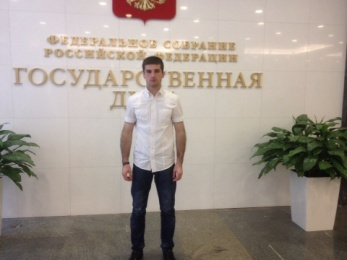 ФЕДЕРАЛЬНОЕ СОБРАНИЕ
РОССИЙСКОЙ ФЕДЕРАЦИИ
ГОСУДАРСТВЕННАЯ
Д